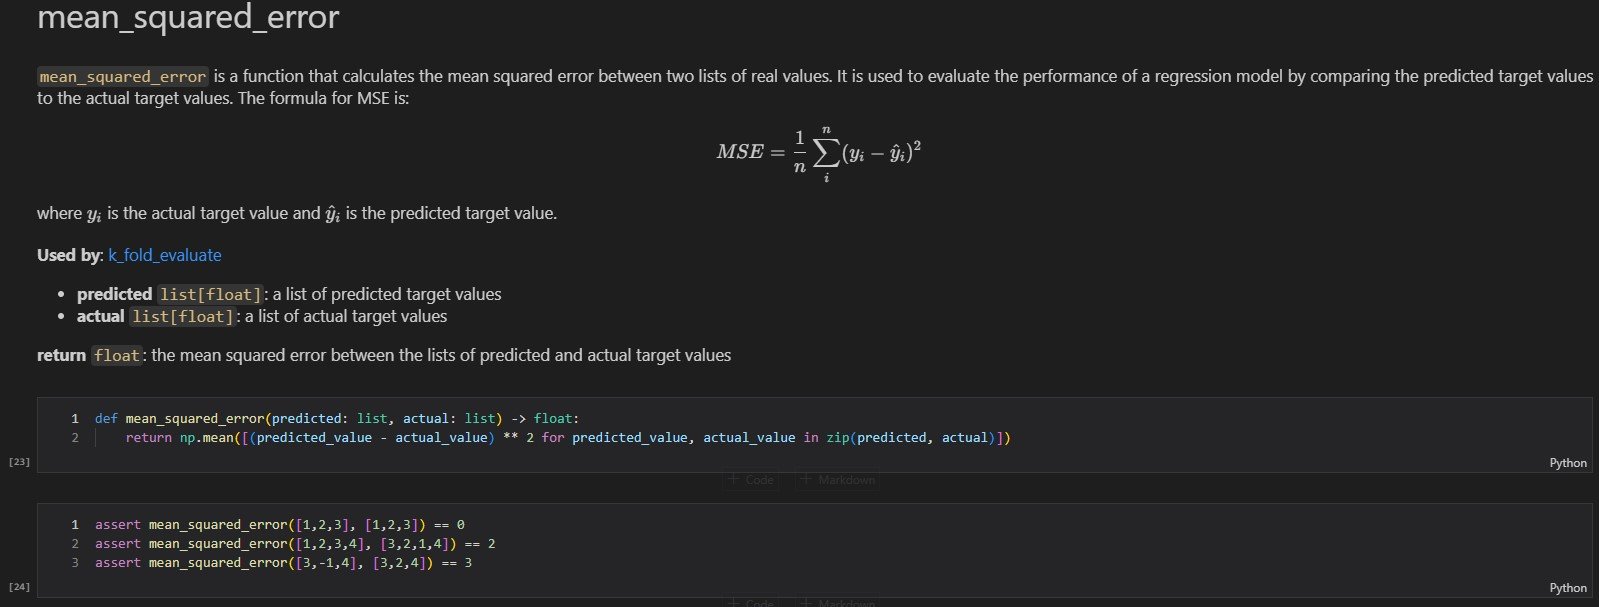 mean_squared_error
mean_squared_error is a function that calculates the mean squared error between two lists of real values. It is used to evaluate the performance of a regression model by comparing the predicted target values
to the actual target values. The formula for MSE is:
MSE = \frac{1}{n} \sum_{i}^{n} (y_i - \hat{y}_i)^2
where y_i is the actual target value and ŷ_i is the predicted target value.
Used by: k_fold_evaluate
• predicted list[float]: a list of predicted target values
• actual list[float]: a list of actual target values
return float: the mean squared error between the lists of predicted and actual target values
1 def mean_squared_error(predicted: list, actual: list) -> float:
2     return np.mean([(predicted_value - actual_value) ** 2 for predicted_value, actual_value in zip(predicted, actual)])
[23]
Python
+ Code + Markdown
1 assert mean_squared_error([1,2,3], [1,2,3]) == 0
2 assert mean_squared_error([1,2,3,4], [3,2,1,4]) == 2
3 assert mean_squared_error([3,-1,4], [3,2,4]) == 3
[24]
Python
+ Code + Markdown